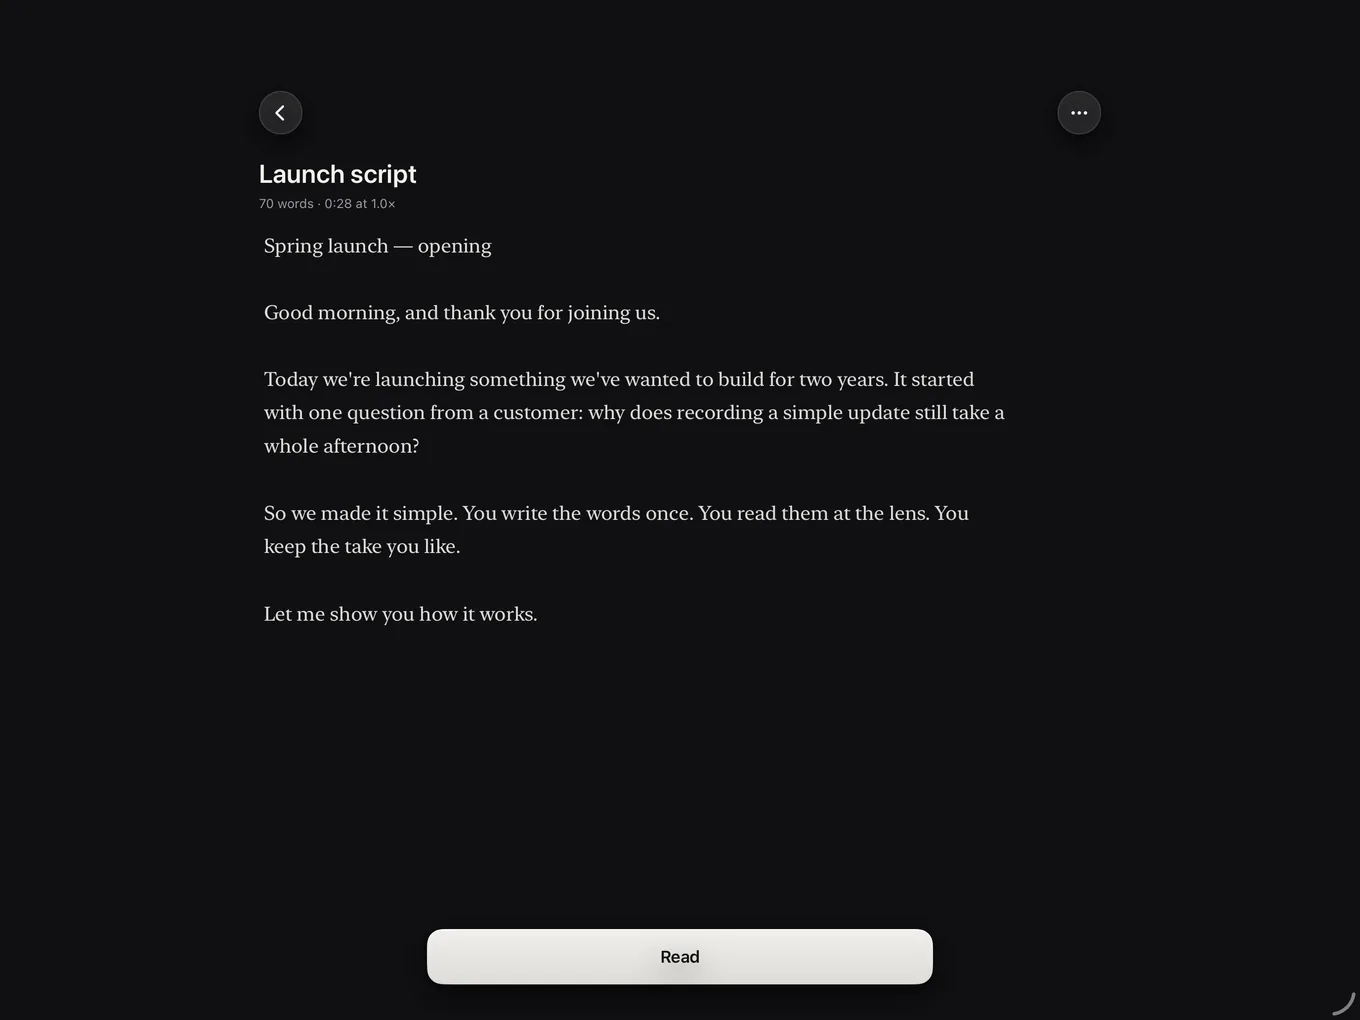 Launch script
70 words · 0:28 at 1.0×
Spring launch — opening
Good morning, and thank you for joining us.
Today we're launching something we've wanted to build for two years. It started
with one question from a customer: why does recording a simple update still take a
whole afternoon?
So we made it simple. You write the words once. You read them at the lens. You
keep the take you like.
Let me show you how it works.
Read